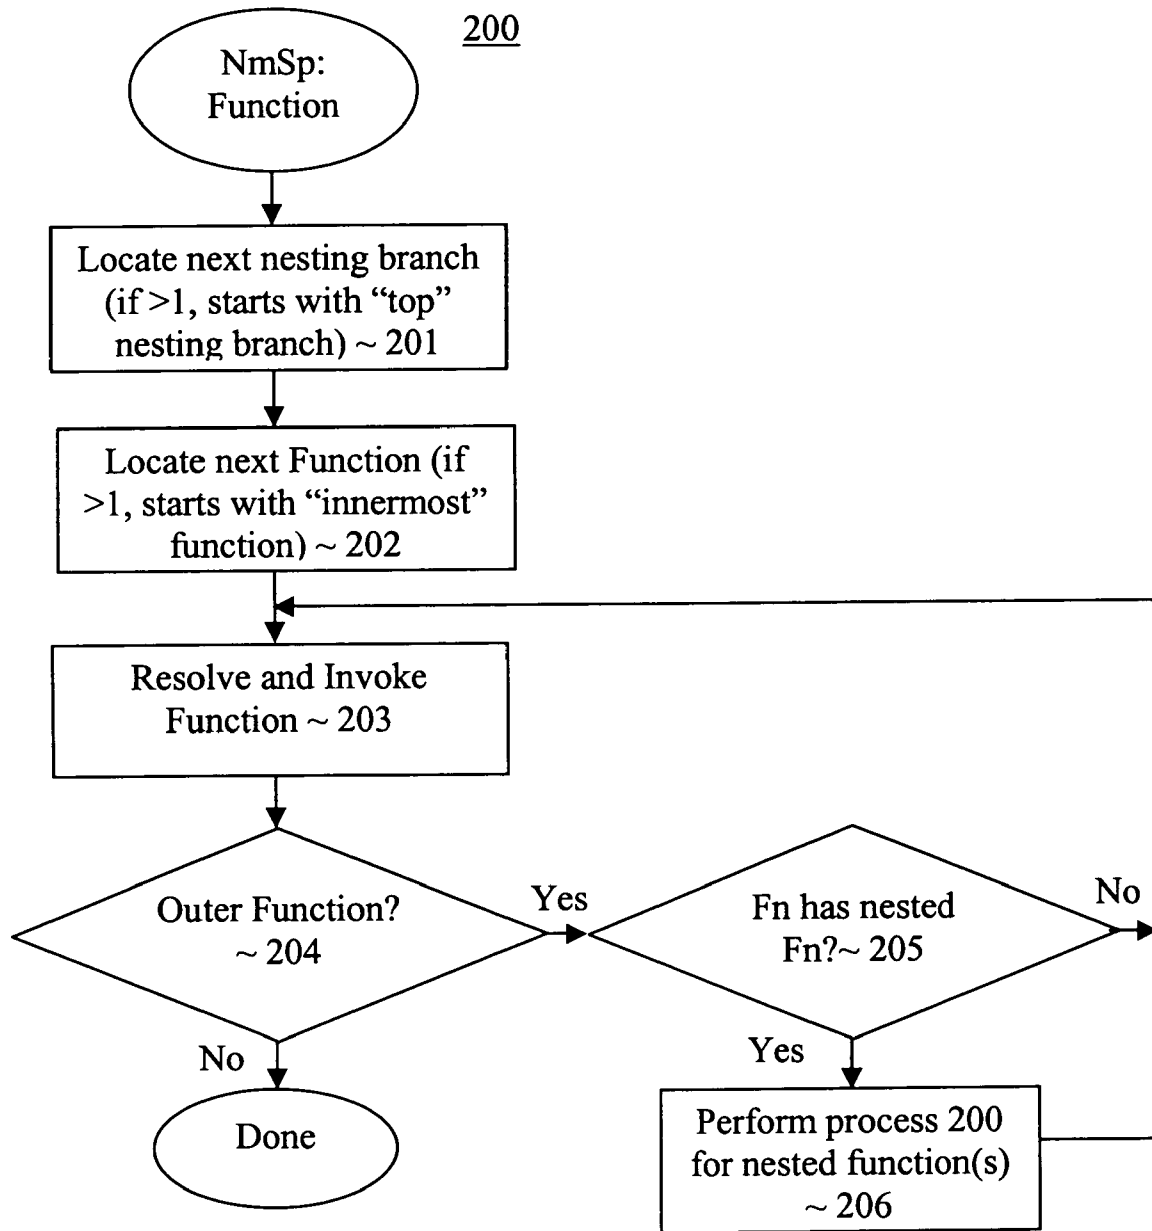 200
NmSp:
Function
Locate next nesting branch
(if >1, starts with “top”
nesting branch) ~ 201
Locate next Function (if
>1, starts with “innermost”
function) ~ 202
Resolve and Invoke
Function ~ 203
Outer Function?
~ 204
Yes
Fn has nested
Fn?~ 205
No
No
Yes
Done
Perform process 200
for nested function(s)
~ 206